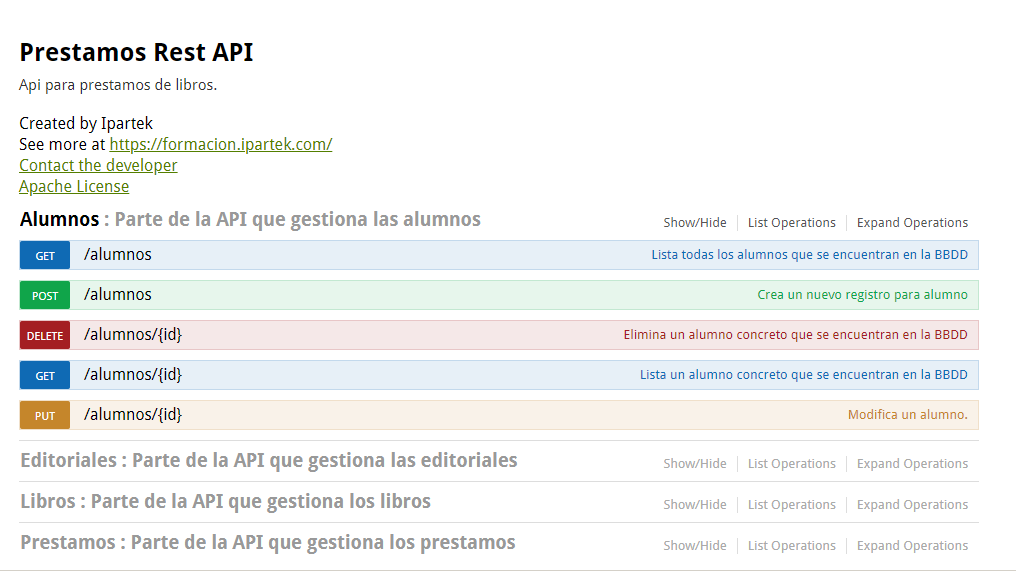 Prestamos Rest API
Api para prestamos de libros.
Created by Ipartek
See more at https://formacion.ipartek.com/
Contact the developer
Apache License
Alumnos : Parte de la API que gestiona las alumnos Show/Hide List Operations Expand Operations
GET /alumnos Lista todas los alumnos que se encuentran en la BBDD
POST /alumnos Crea un nuevo registro para alumno
DELETE /alumnos/{id} Elimina un alumno concreto que se encuentran en la BBDD
GET /alumnos/{id} Lista un alumno concreto que se encuentran en la BBDD
PUT /alumnos/{id} Modifica un alumno.
Editoriales : Parte de la API que gestiona las editoriales Show/Hide List Operations Expand Operations
Libros : Parte de la API que gestiona los libros Show/Hide List Operations Expand Operations
Prestamos : Parte de la API que gestiona los prestamos Show/Hide List Operations Expand Operations